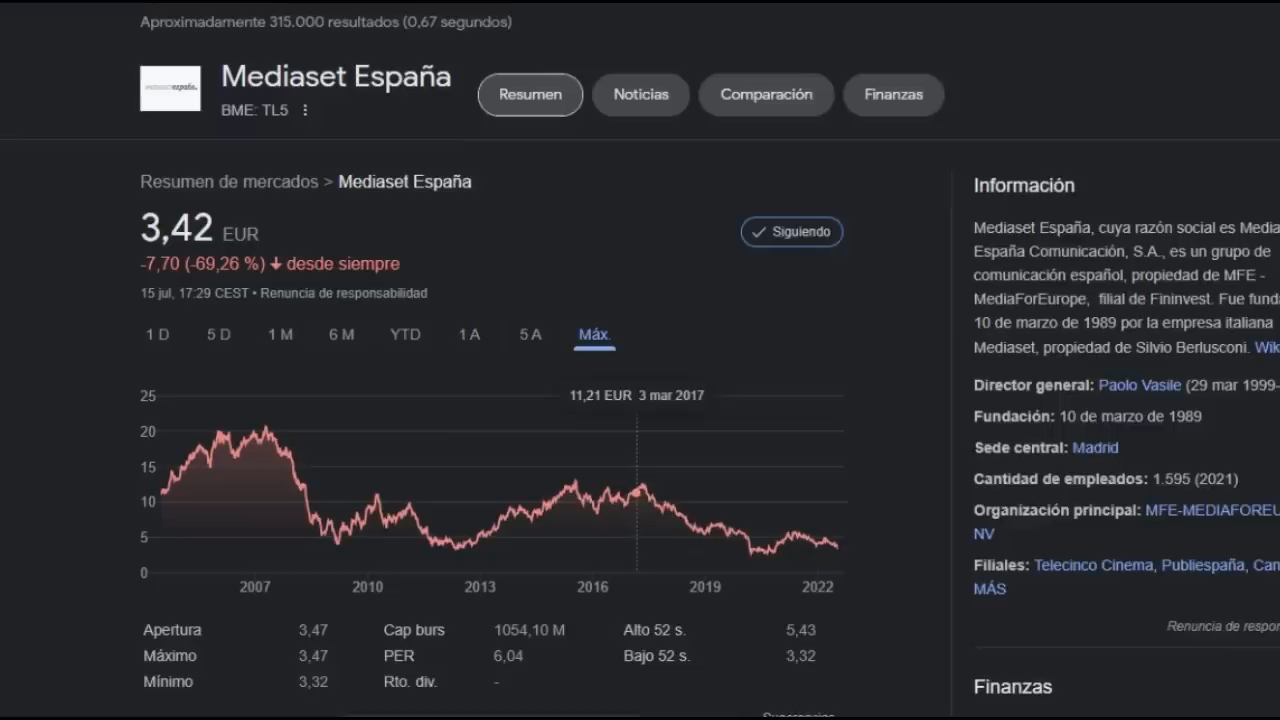 Aproximadamente 315.000 resultados (0,67 segundos)
Mediaset España
BME: TL5
Resumen
Noticias
Comparación
Finanzas
Resumen de mercados > Mediaset España
3,42 EUR
Siguiendo
-7,70 (-69,26 %) ↓ desde siempre
15 jul, 17:29 CEST • Renuncia de responsabilidad
1 D 5 D 1 M 6 M YTD 1 A 5 A Máx.
11,21 EUR 3 mar 2017
25
20
15
10
5
0
2007 2010 2013 2016 2019 2022
Apertura 3,47 Cap burs 1054,10 M Alto 52 s. 5,43
Máximo 3,47 PER 6,04 Bajo 52 s. 3,32
Mínimo 3,32 Rto. div. -
Información
Mediaset España, cuya razón social es Media
España Comunicación, S.A., es un grupo de
comunicación español, propiedad de MFE -
MediaForEurope, filial de Fininvest. Fue funda
10 de marzo de 1989 por la empresa italiana
Mediaset, propiedad de Silvio Berlusconi. Wik
Director general: Paolo Vasile (29 mar 1999-
Fundación: 10 de marzo de 1989
Sede central: Madrid
Cantidad de empleados: 1.595 (2021)
Organización principal: MFE-MEDIAFOREU
NV
Filiales: Telecinco Cinema, Publiespaña, Can
MÁS
Renuncia de respon
Finanzas